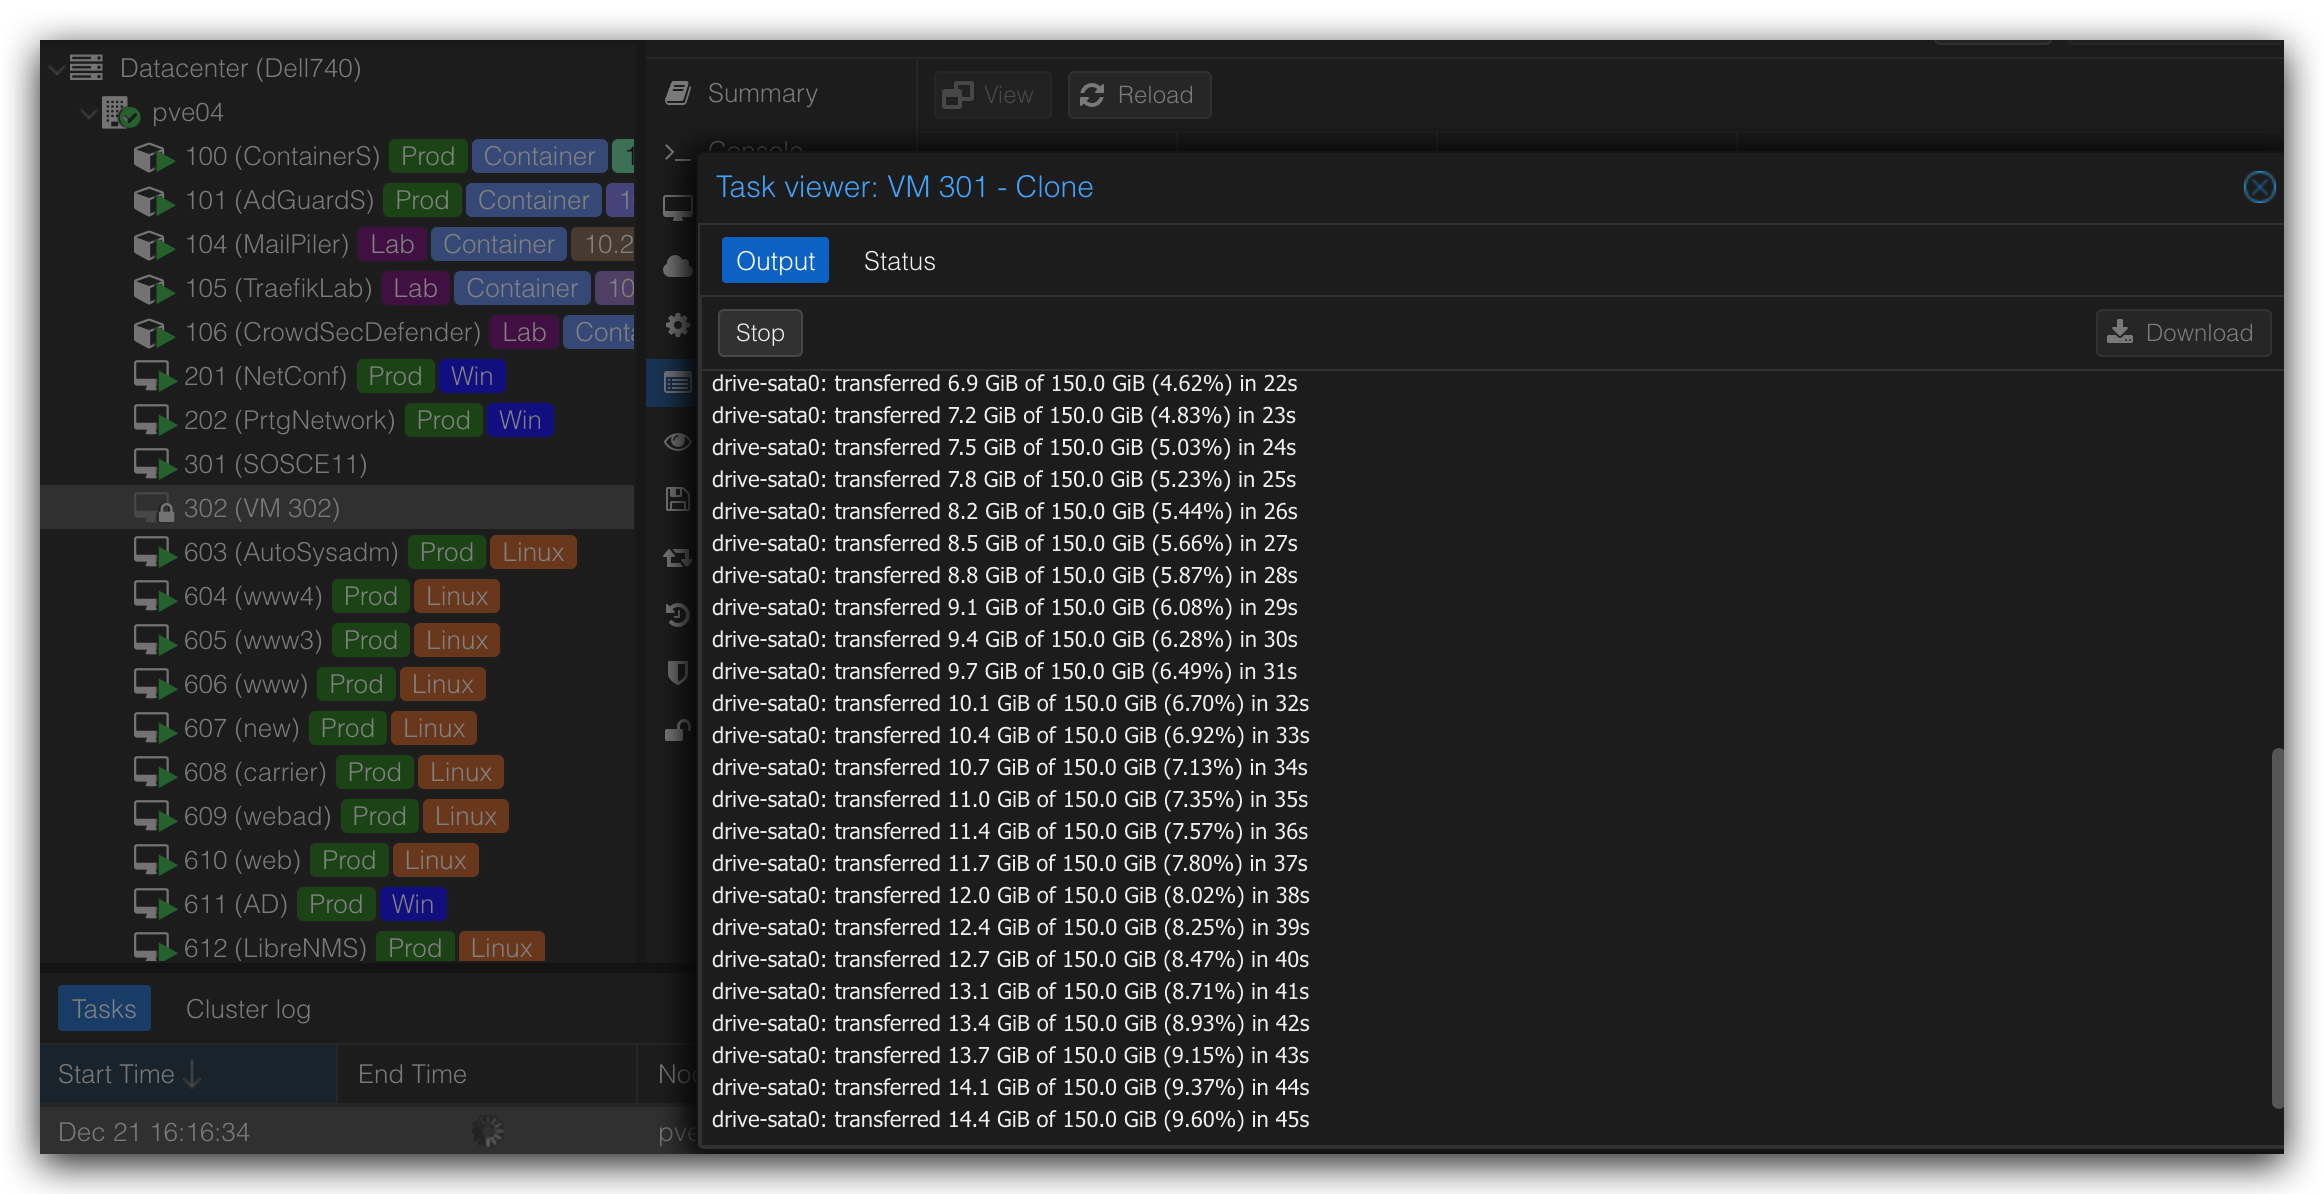 Datacenter (Dell740)
pve04
100 (ContainerS) Prod Container
101 (AdGuardS) Prod Container
104 (MailPiler) Lab Container 10.2
105 (TraefikLab) Lab Container 10
106 (CrowdSecDefender) Lab Conta
201 (NetConf) Prod Win
202 (PrtgNetwork) Prod Win
301 (SOSCE11)
302 (VM 302)
603 (AutoSysadm) Prod Linux
604 (www4) Prod Linux
605 (www3) Prod Linux
606 (www) Prod Linux
607 (new) Prod Linux
608 (carrier) Prod Linux
609 (webad) Prod Linux
610 (web) Prod Linux
611 (AD) Prod Win
612 (LibreNMS) Prod Linux
Summary
Console
View Reload
Task viewer: VM 301 - Clone
Output Status
Stop Download
drive-sata0: transferred 6.9 GiB of 150.0 GiB (4.62%) in 22s
drive-sata0: transferred 7.2 GiB of 150.0 GiB (4.83%) in 23s
drive-sata0: transferred 7.5 GiB of 150.0 GiB (5.03%) in 24s
drive-sata0: transferred 7.8 GiB of 150.0 GiB (5.23%) in 25s
drive-sata0: transferred 8.2 GiB of 150.0 GiB (5.44%) in 26s
drive-sata0: transferred 8.5 GiB of 150.0 GiB (5.66%) in 27s
drive-sata0: transferred 8.8 GiB of 150.0 GiB (5.87%) in 28s
drive-sata0: transferred 9.1 GiB of 150.0 GiB (6.08%) in 29s
drive-sata0: transferred 9.4 GiB of 150.0 GiB (6.28%) in 30s
drive-sata0: transferred 9.7 GiB of 150.0 GiB (6.49%) in 31s
drive-sata0: transferred 10.1 GiB of 150.0 GiB (6.70%) in 32s
drive-sata0: transferred 10.4 GiB of 150.0 GiB (6.92%) in 33s
drive-sata0: transferred 10.7 GiB of 150.0 GiB (7.13%) in 34s
drive-sata0: transferred 11.0 GiB of 150.0 GiB (7.35%) in 35s
drive-sata0: transferred 11.4 GiB of 150.0 GiB (7.57%) in 36s
drive-sata0: transferred 11.7 GiB of 150.0 GiB (7.80%) in 37s
drive-sata0: transferred 12.0 GiB of 150.0 GiB (8.02%) in 38s
drive-sata0: transferred 12.4 GiB of 150.0 GiB (8.25%) in 39s
drive-sata0: transferred 12.7 GiB of 150.0 GiB (8.47%) in 40s
drive-sata0: transferred 13.1 GiB of 150.0 GiB (8.71%) in 41s
drive-sata0: transferred 13.4 GiB of 150.0 GiB (8.93%) in 42s
drive-sata0: transferred 13.7 GiB of 150.0 GiB (9.15%) in 43s
drive-sata0: transferred 14.1 GiB of 150.0 GiB (9.37%) in 44s
drive-sata0: transferred 14.4 GiB of 150.0 GiB (9.60%) in 45s
Tasks Cluster log
Start Time End Time No
Dec 21 16:16:34 pve